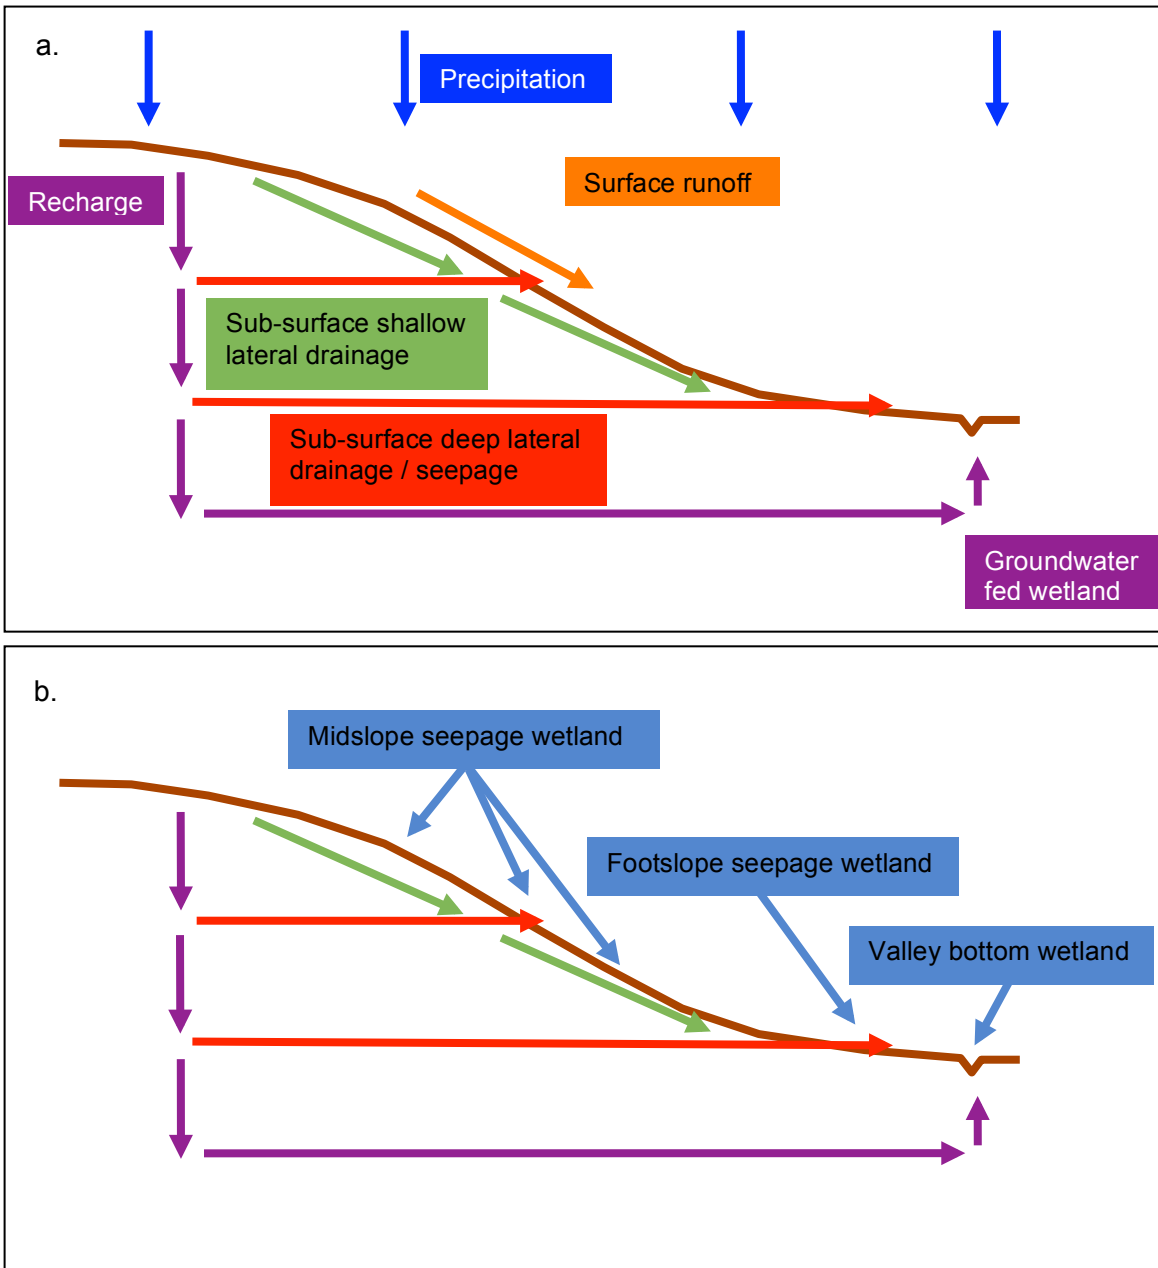 a.
Precipitation
Surface runoff
Recharge
Sub-surface shallow
lateral drainage
Sub-surface deep lateral
drainage / seepage
Groundwater
fed wetland
b.
Midslope seepage wetland
Footslope seepage wetland
Valley bottom wetland